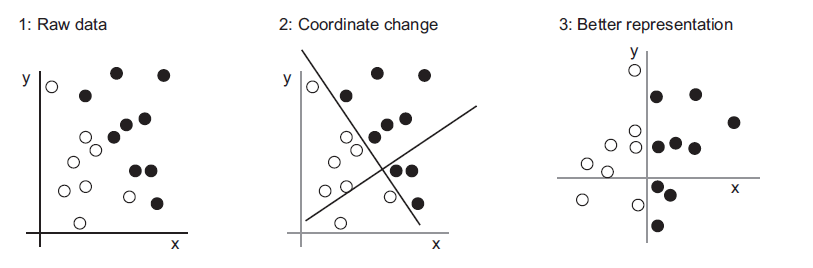 1: Raw data
2: Coordinate change
3: Better representation
y
x
y
x
y
x